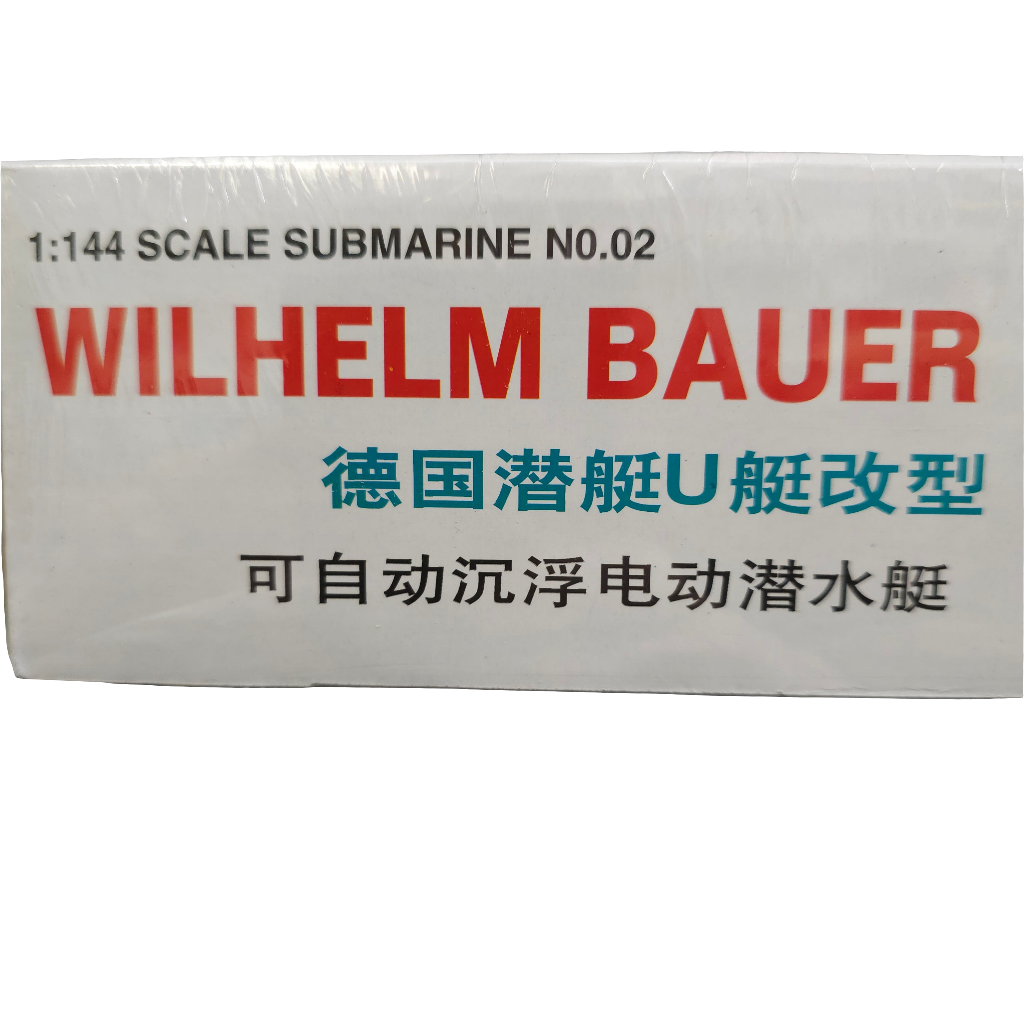 1:144 SCALE SUBMARINE N0.02
WILHELM BAUER
德国潜艇U艇改型
可自动沉浮电动潜水艇